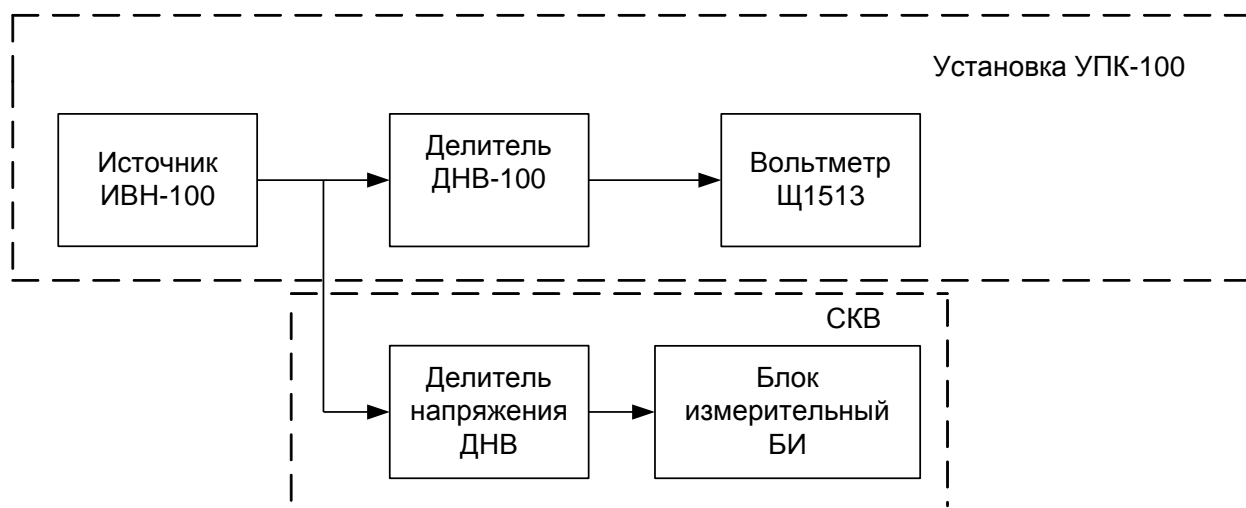 Установка УПК-100
Источник
ИВН-100
Делитель
ДНВ-100
Вольтметр
Щ1513
СКВ
Делитель
напряжения
ДНВ
Блок
измерительный
БИ